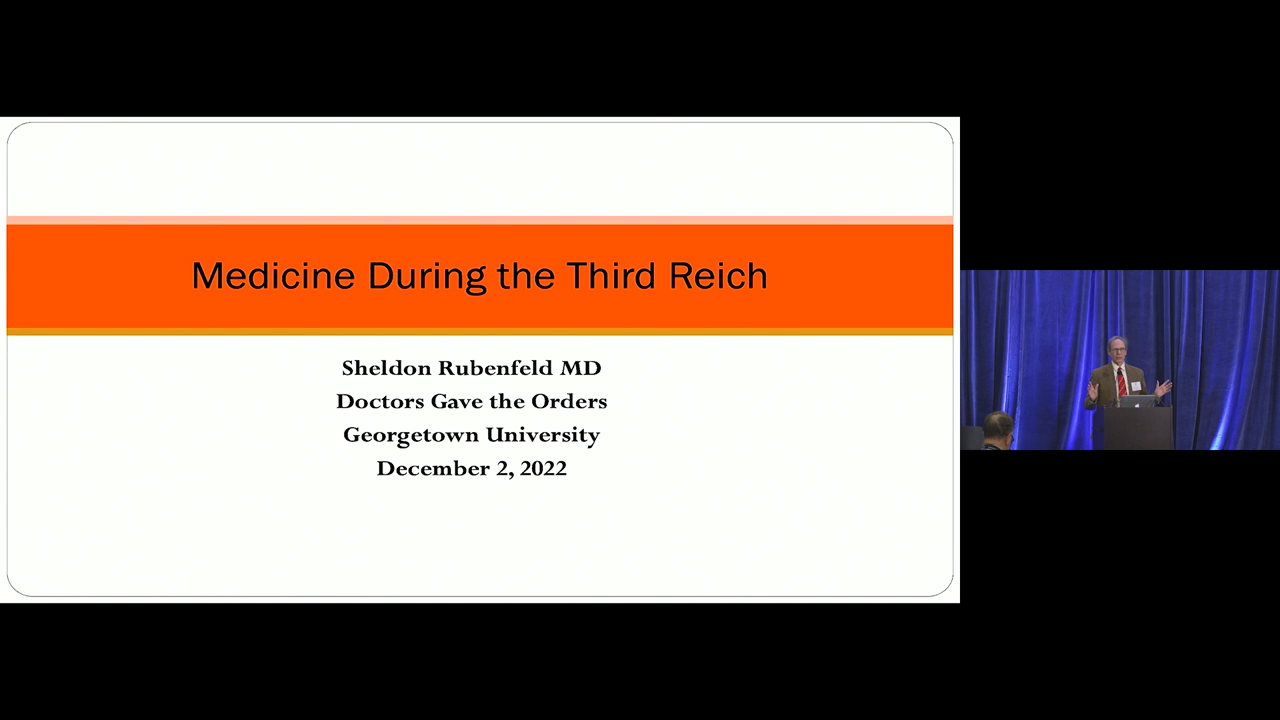 Medicine During the Third Reich
Sheldon Rubenfeld MD
Doctors Gave the Orders
Georgetown University
December 2, 2022